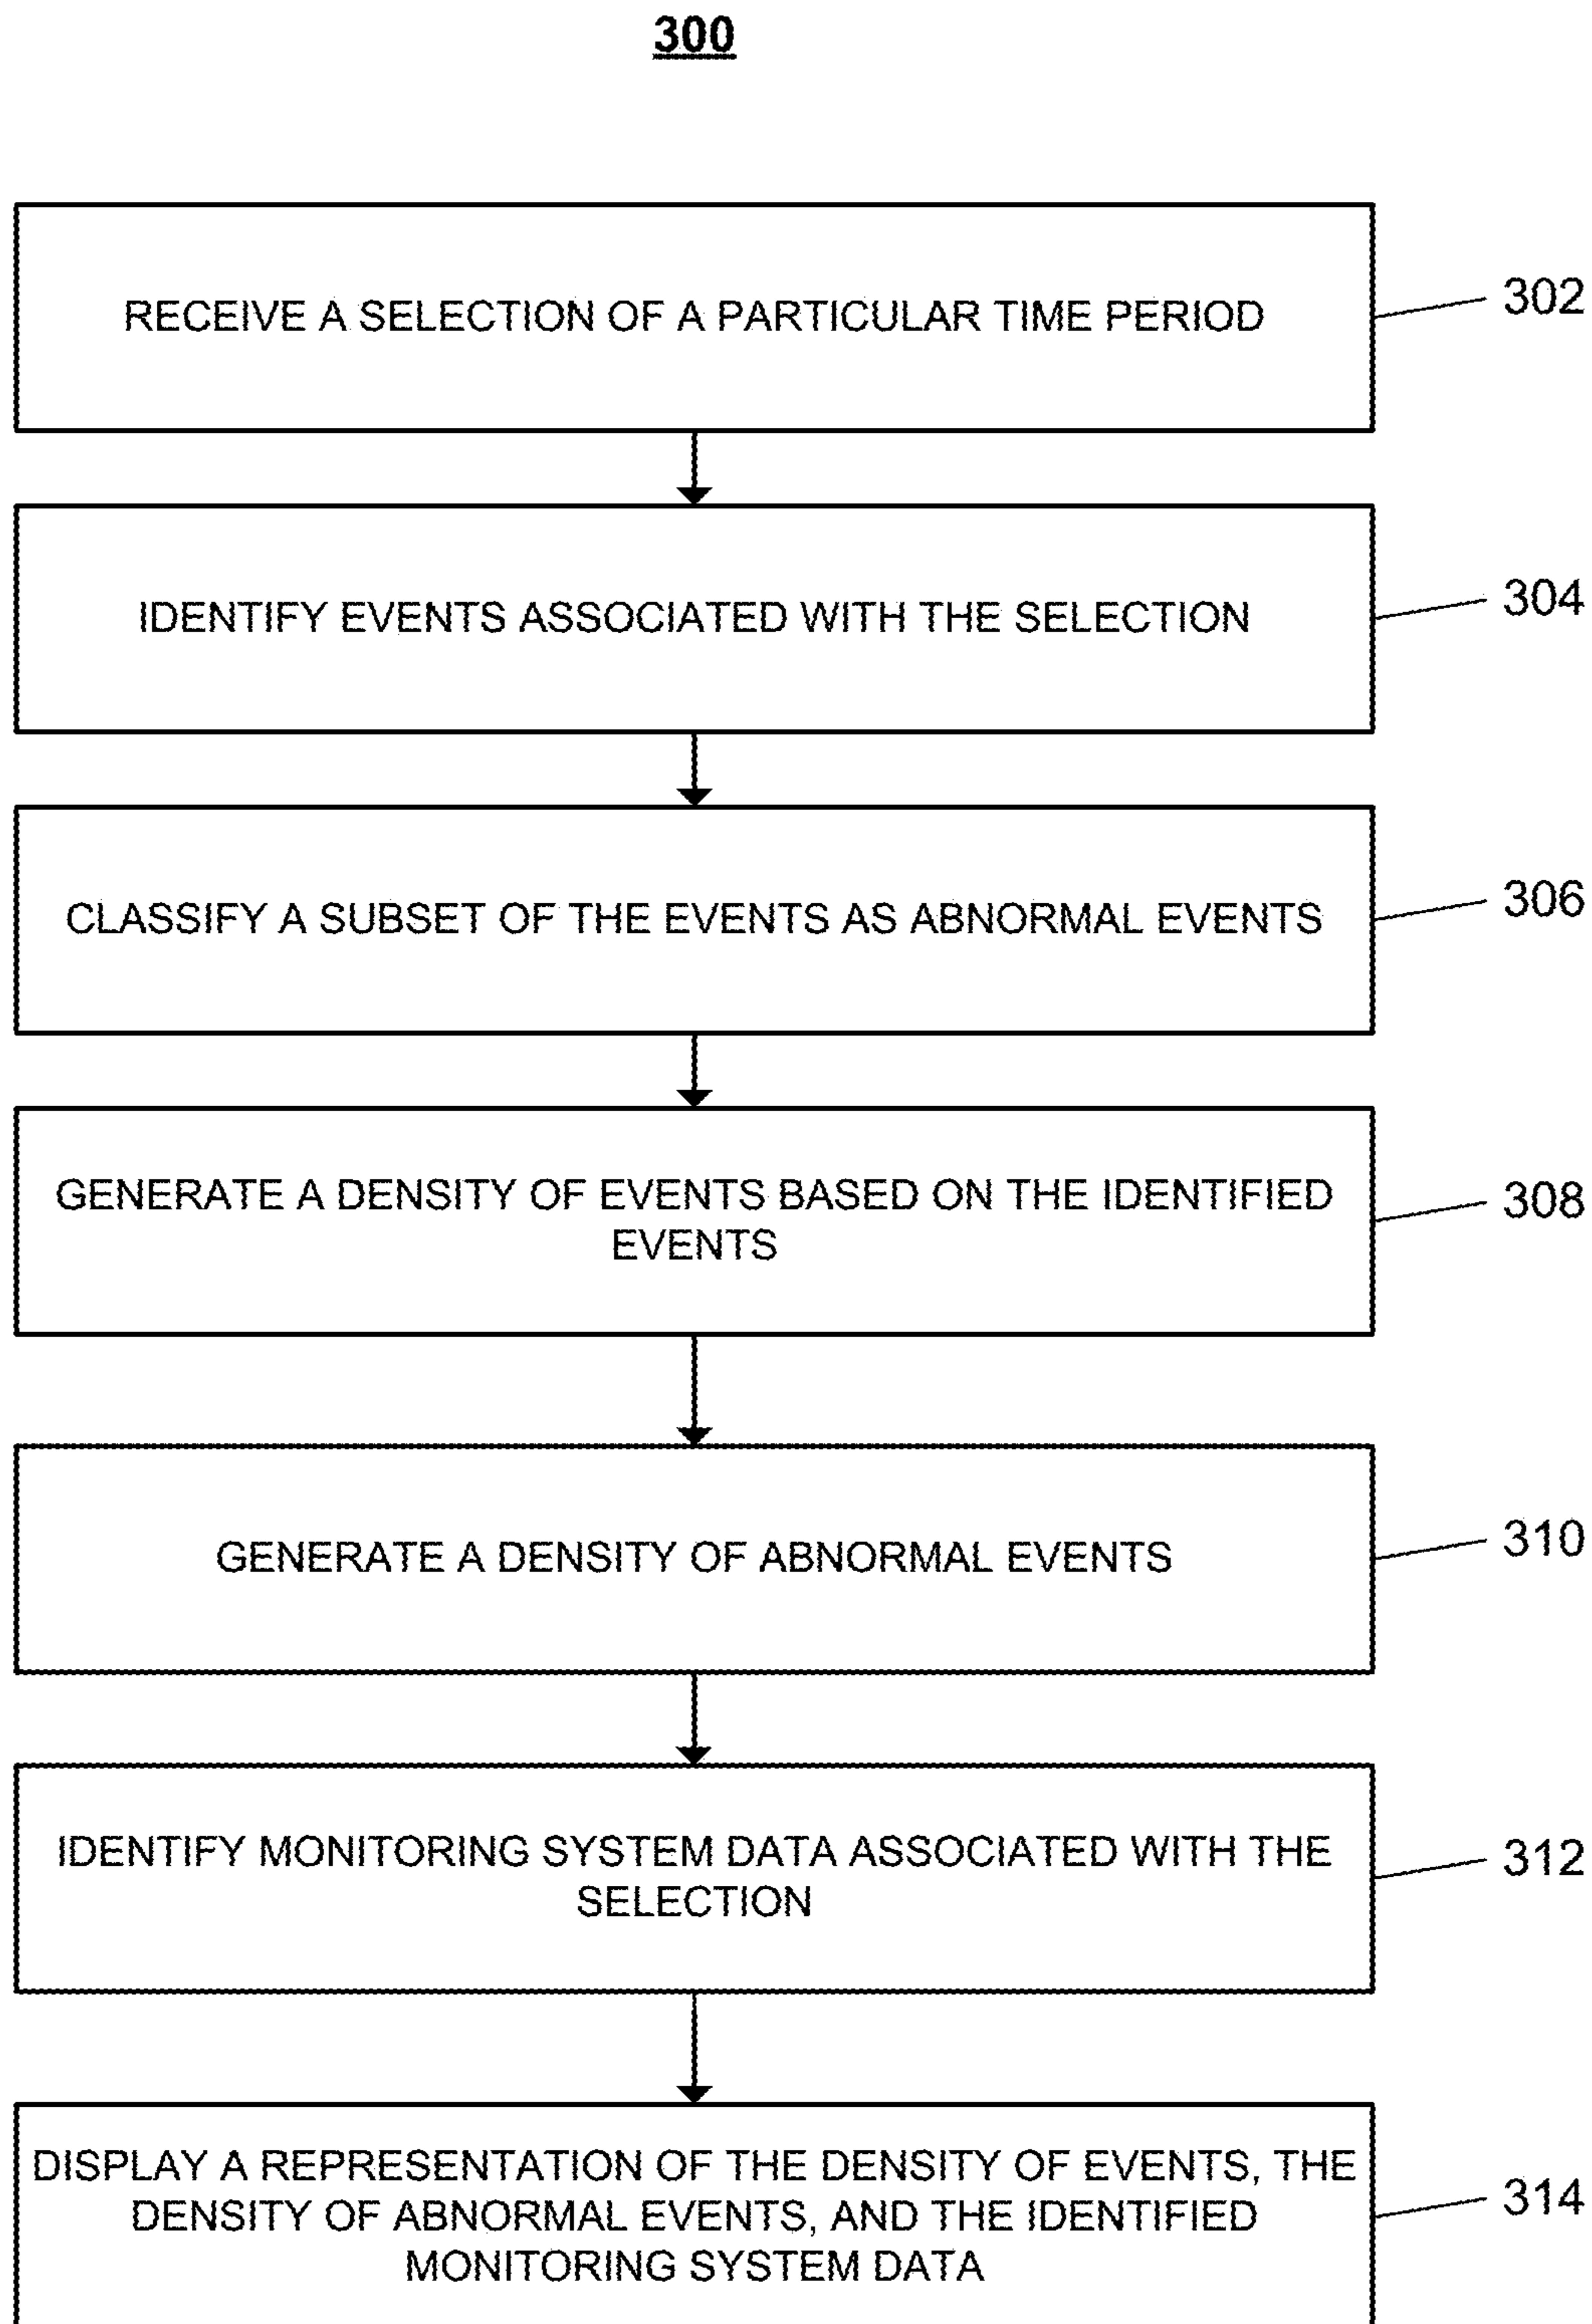 300
RECEIVE A SELECTION OF A PARTICULAR TIME PERIOD
302
IDENTIFY EVENTS ASSOCIATED WITH THE SELECTION
304
CLASSIFY A SUBSET OF THE EVENTS AS ABNORMAL EVENTS
306
GENERATE A DENSITY OF EVENTS BASED ON THE IDENTIFIED
EVENTS
308
GENERATE A DENSITY OF ABNORMAL EVENTS
310
IDENTIFY MONITORING SYSTEM DATA ASSOCIATED WITH THE
SELECTION
312
DISPLAY A REPRESENTATION OF THE DENSITY OF EVENTS, THE
DENSITY OF ABNORMAL EVENTS, AND THE IDENTIFIED
MONITORING SYSTEM DATA
314